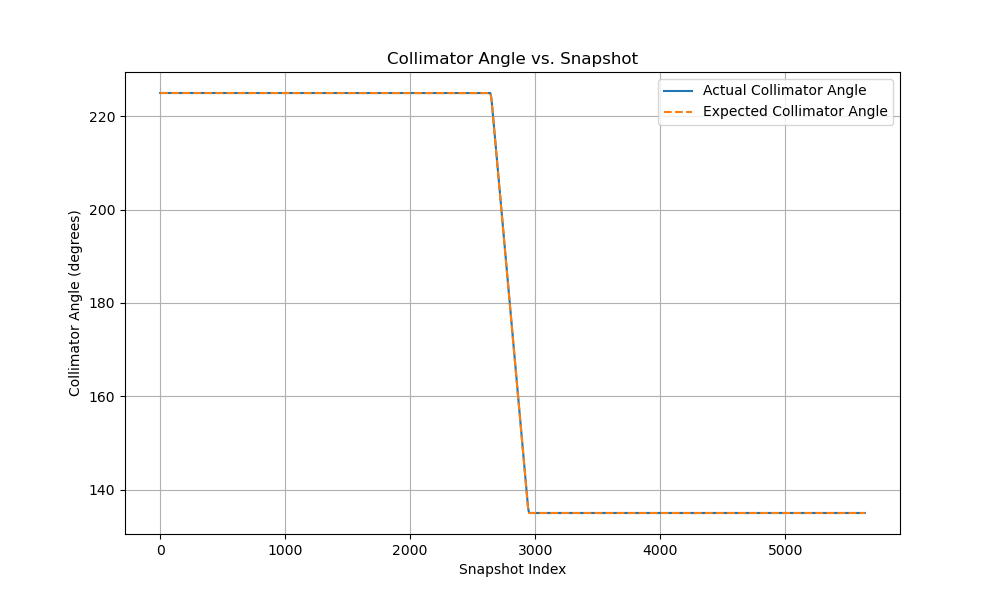 Collimator Angle vs. Snapshot
Actual Collimator Angle
Expected Collimator Angle
Collimator Angle (degrees)
220
200
180
160
140
0 1000 2000 3000 4000 5000
Snapshot Index